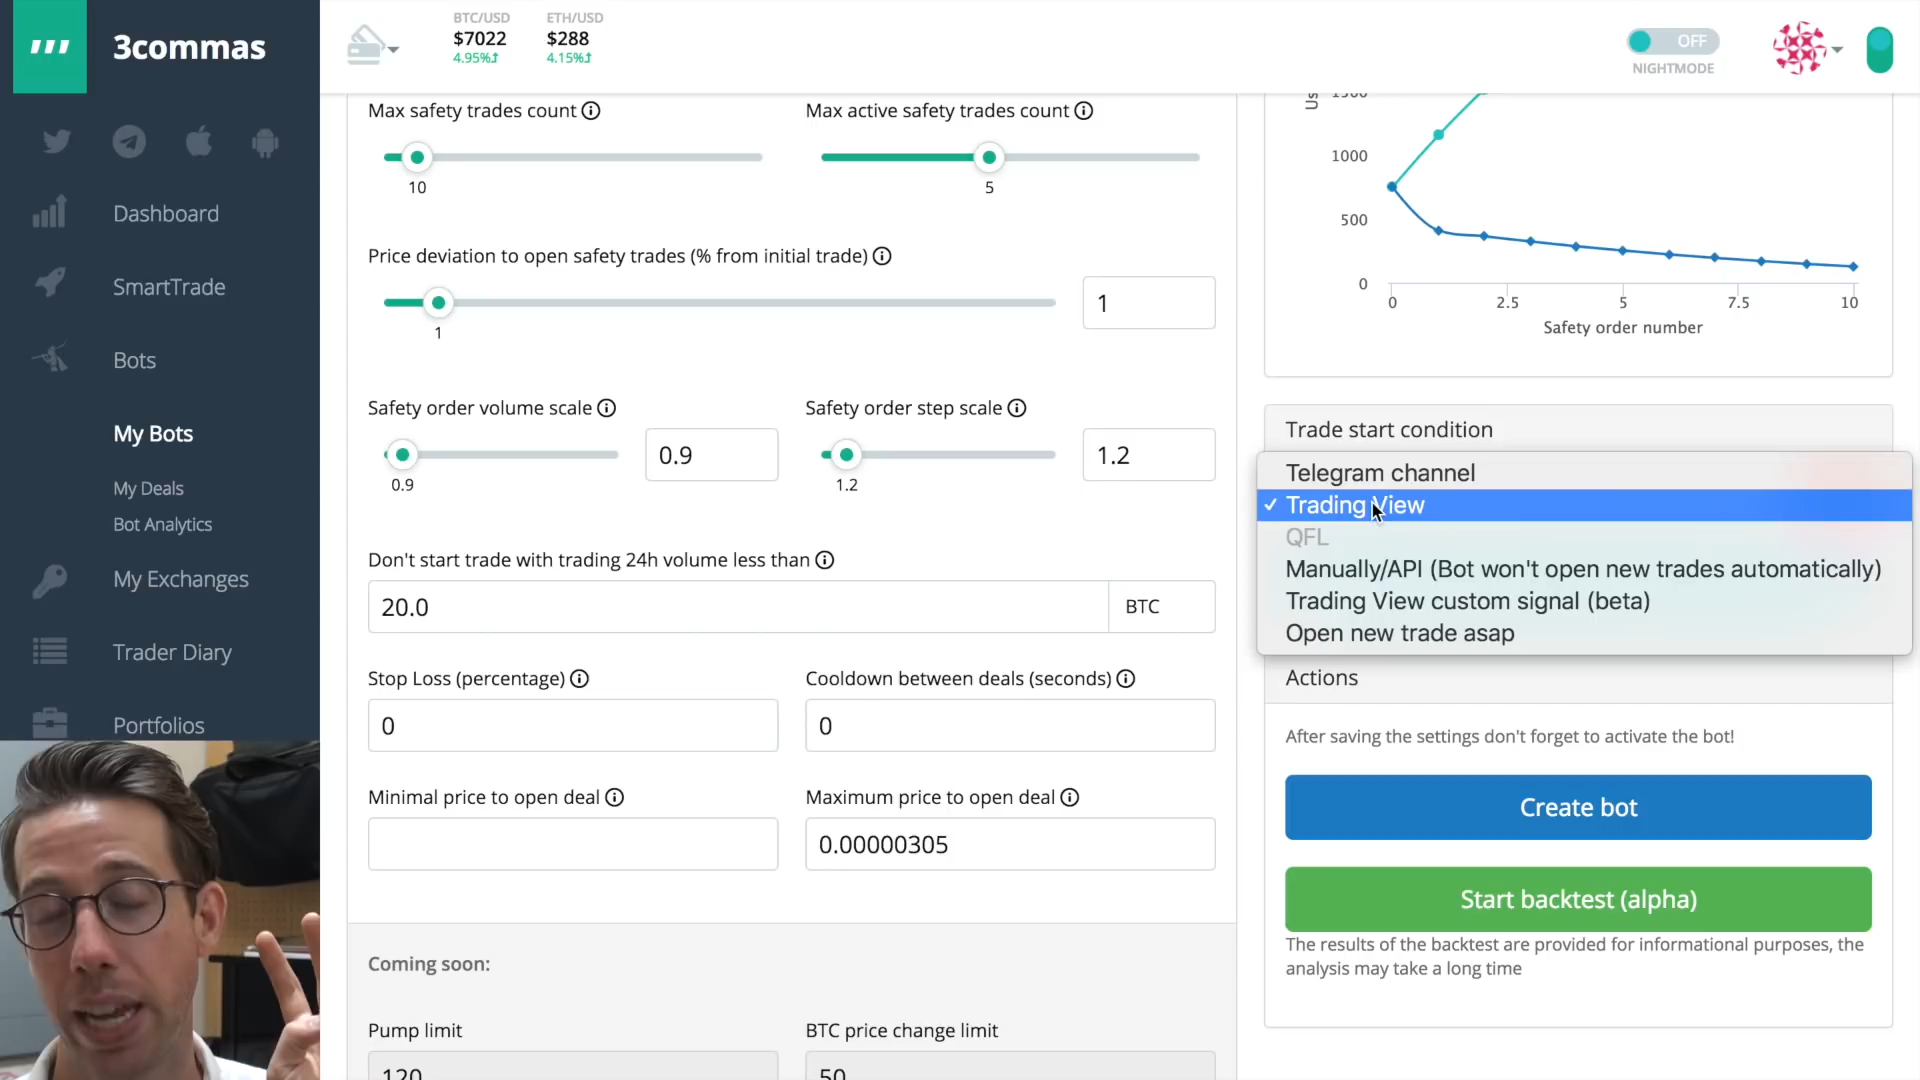 3commas
BTC/USD
$7022
4.95%
ETH/USD
$288
4.15%
OFF
NIGHTMODE
Dashboard
SmartTrade
Bots
My Bots
My Deals
Bot Analytics
My Exchanges
Trader Diary
Portfolios
Max safety trades count
10
Max active safety trades count
5
Price deviation to open safety trades (% from initial trade)
1
1
Safety order volume scale
0.9
0.9
Safety order step scale
1.2
1.2
Don't start trade with trading 24h volume less than
20.0
BTC
Stop Loss (percentage)
0
Cooldown between deals (seconds)
0
Minimal price to open deal
Maximum price to open deal
0.00000305
Coming soon:
Pump limit
120
BTC price change limit
50
Us
1500
1000
500
0
0 2.5 5 7.5 10
Safety order number
Trade start condition
Telegram channel
✓ Trading View
QFL
Manually/API (Bot won't open new trades automatically)
Trading View custom signal (beta)
Open new trade asap
Actions
After saving the settings don't forget to activate the bot!
Create bot
Start backtest (alpha)
The results of the backtest are provided for informational purposes, the
analysis may take a long time